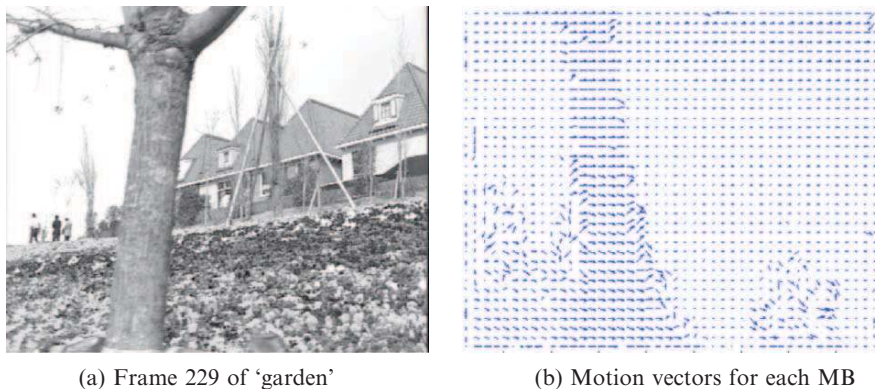 (a) Frame 229 of ‘garden’
(b) Motion vectors for each MB